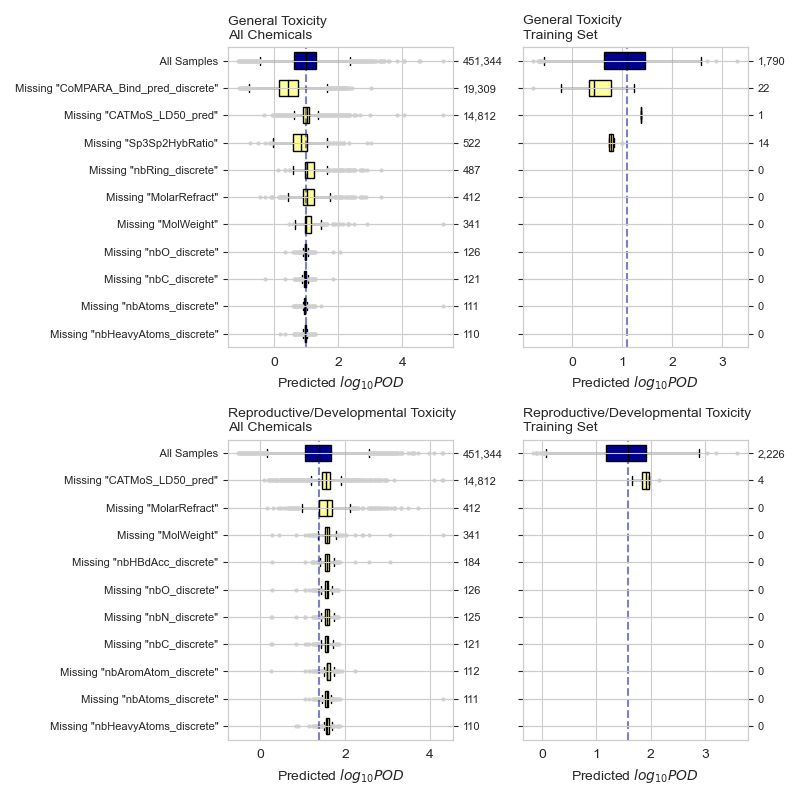 General Toxicity
All Chemicals
All Samples
451,344
Missing "CoMPARA_Bind_pred_discrete"
19,309
Missing "CATMoS_LD50_pred"
14,812
Missing "Sp3Sp2HybRatio"
522
Missing "nbRing_discrete"
487
Missing "MolarRefract"
412
Missing "MolWeight"
341
Missing "nbO_discrete"
126
Missing "nbC_discrete"
121
Missing "nbAtoms_discrete"
111
Missing "nbHeavyAtoms_discrete"
110
0 2 4
Predicted log10POD
General Toxicity
Training Set
1,790
22
1
14
0
0
0
0
0
0
0
0 1 2 3
Predicted log10POD
Reproductive/Developmental Toxicity
All Chemicals
All Samples
451,344
Missing "CATMoS_LD50_pred"
14,812
Missing "MolarRefract"
412
Missing "MolWeight"
341
Missing "nbHBdAcc_discrete"
184
Missing "nbO_discrete"
126
Missing "nbN_discrete"
125
Missing "nbC_discrete"
121
Missing "nbAromAtom_discrete"
112
Missing "nbAtoms_discrete"
111
Missing "nbHeavyAtoms_discrete"
110
0 2 4
Predicted log10POD
Reproductive/Developmental Toxicity
Training Set
2,226
4
0
0
0
0
0
0
0
0
0
0 1 2 3
Predicted log10POD